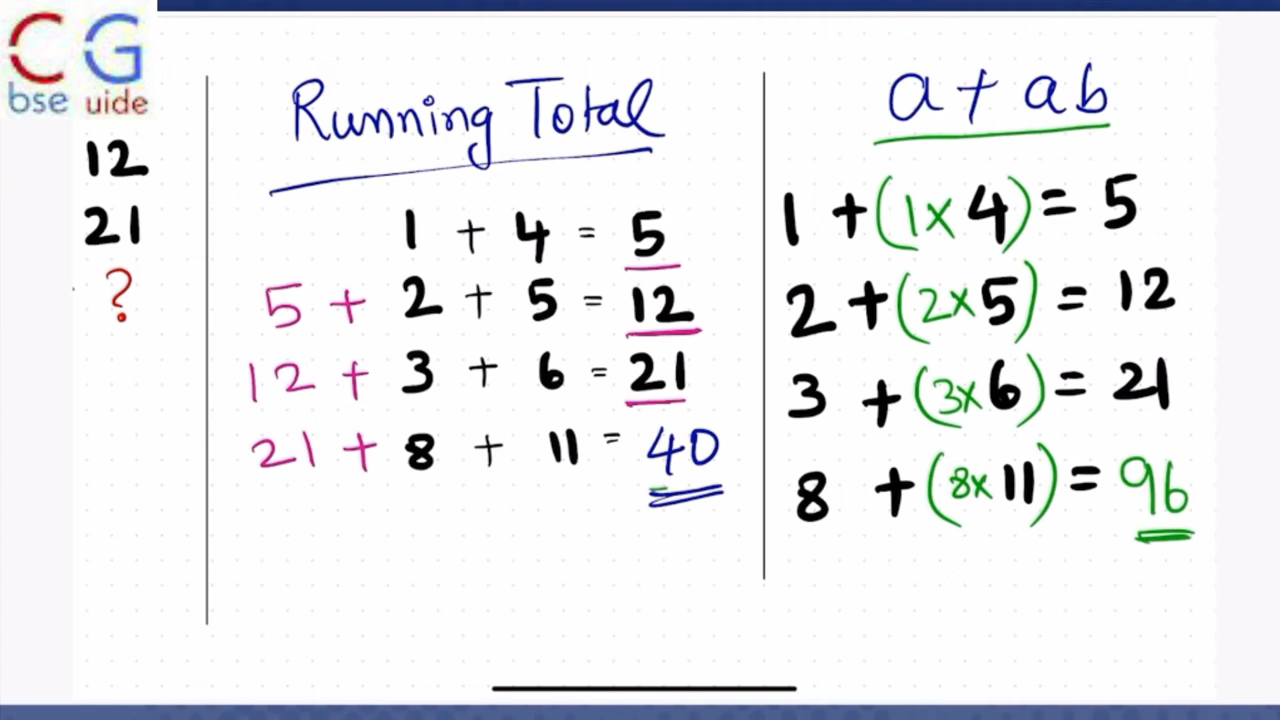 CG
bse uide
12
21
?
Running Total
1 + 4 = 5
5 + 2 + 5 = 12
12 + 3 + 6 = 21
21 + 8 + 11 = 40
a + ab
1 + (1x4) = 5
2 + (2x5) = 12
3 + (3x6) = 21
8 + (8x11) = 96